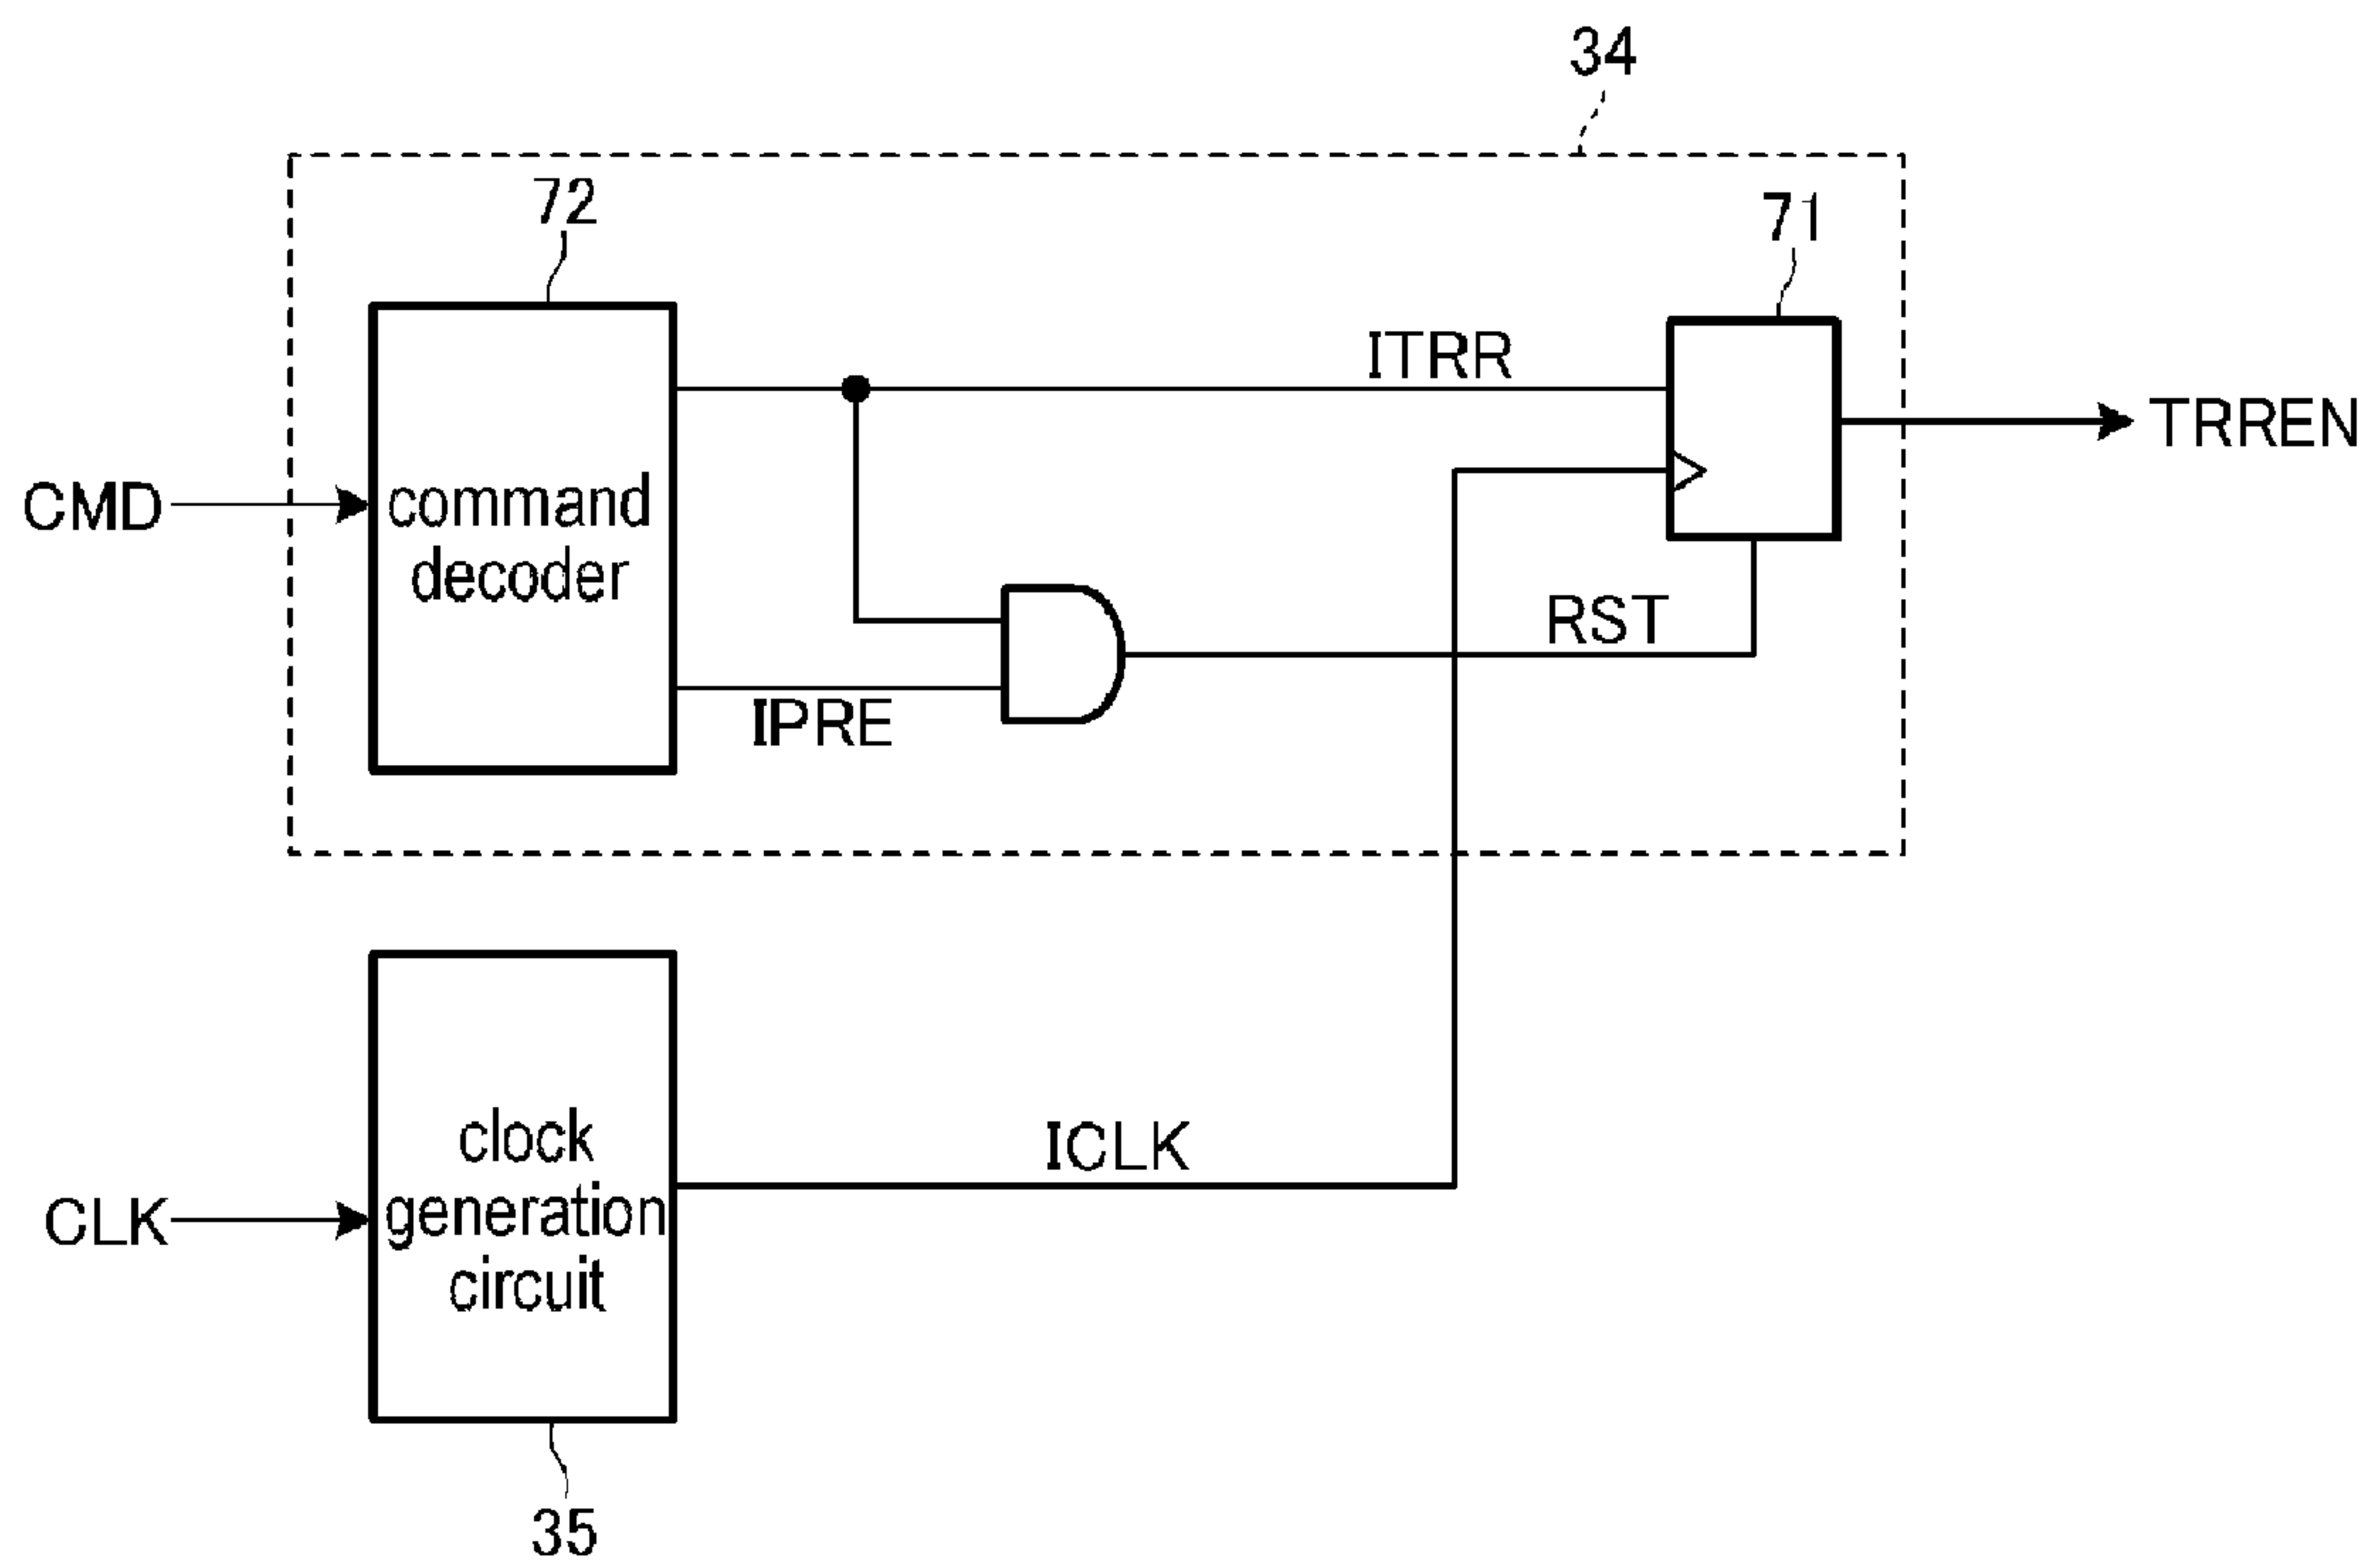 34
72
71
ITRR
TRREN
CMD
command
decoder
RST
IPRE
clock
generation
circuit
ICLK
CLK
35